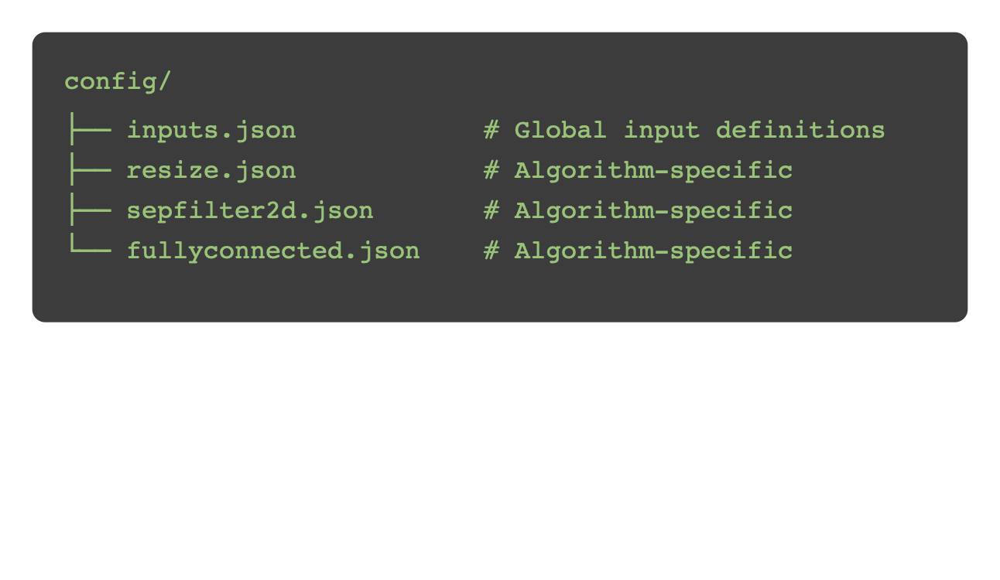 config/
├── inputs.json            # Global input definitions
├── resize.json            # Algorithm-specific
├── sepfilter2d.json       # Algorithm-specific
└── fullyconnected.json    # Algorithm-specific